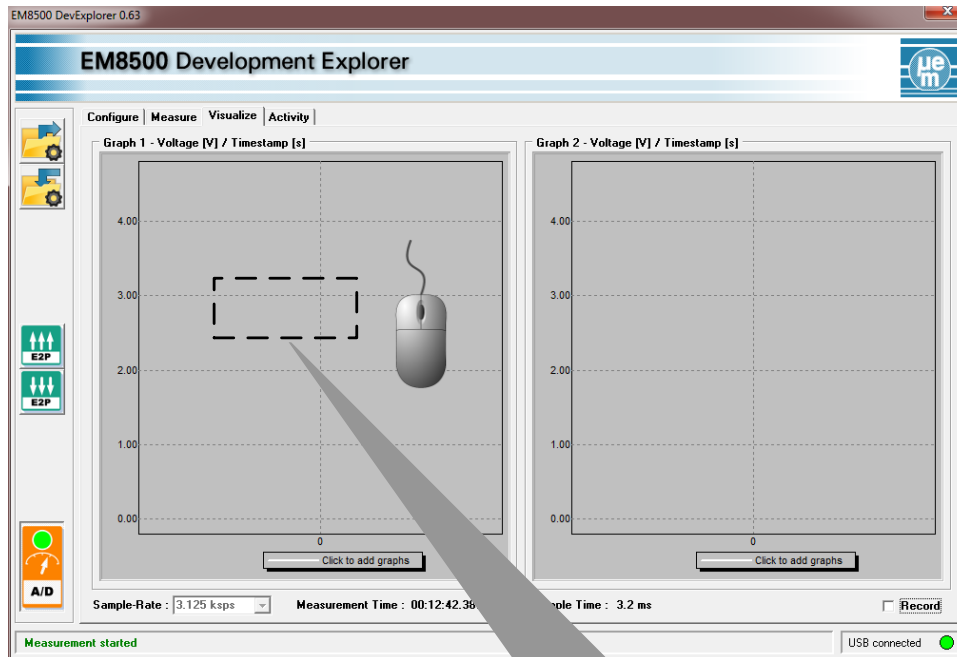 EM8500 DevExplorer 0.63
EM8500 Development Explorer
μe
m
Configure Measure Visualize Activity
Graph 1 - Voltage [V] / Timestamp [s]
4.00
3.00
2.00
1.00
0.00
0
Click to add graphs
Graph 2 - Voltage [V] / Timestamp [s]
4.00
3.00
2.00
1.00
0.00
0
Click to add graphs
E2P
E2P
A/D
Sample-Rate : 3.125 ksps Measurement Time : 00:12:42.38 ple Time : 3.2 ms Record
Measurement started USB connected